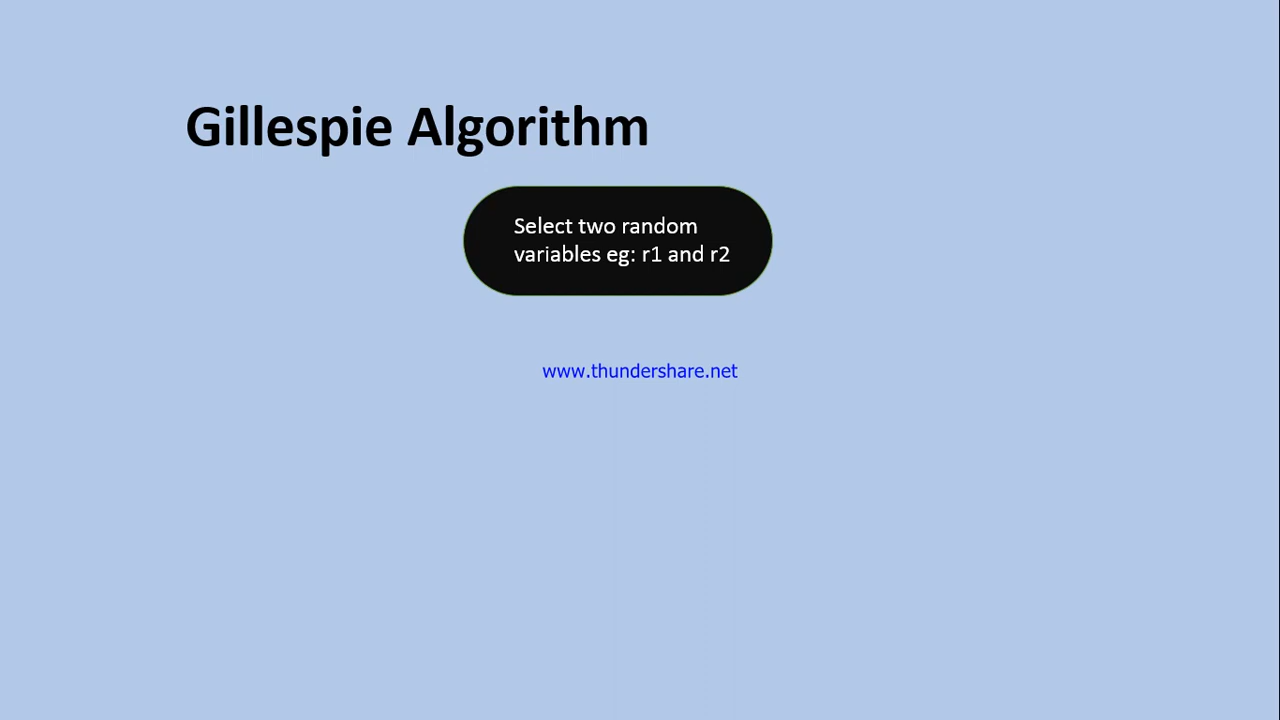 Gillespie Algorithm
Select two random
variables eg: r1 and r2
www.thundershare.net